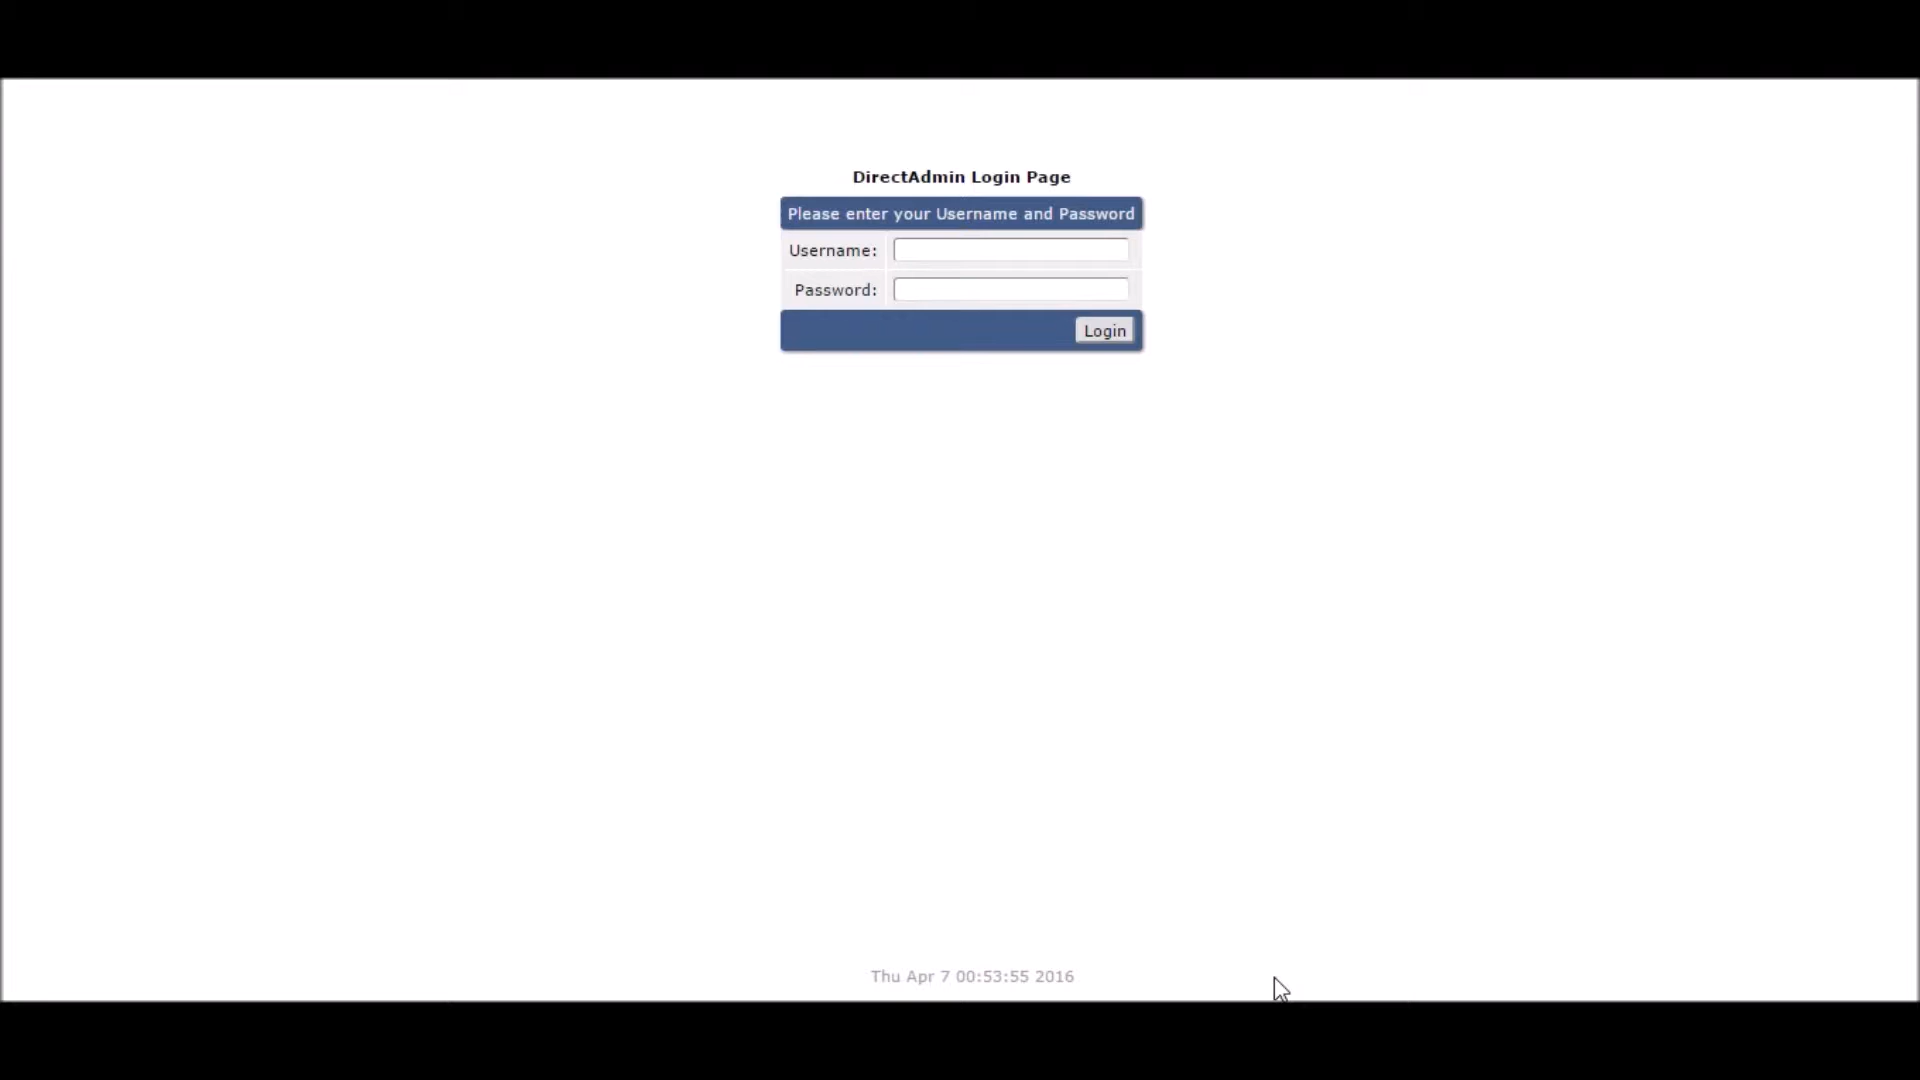 DirectAdmin Login Page
Please enter your Username and Password
Username:
Password:
Login
Thu Apr 7 00:53:55 2016